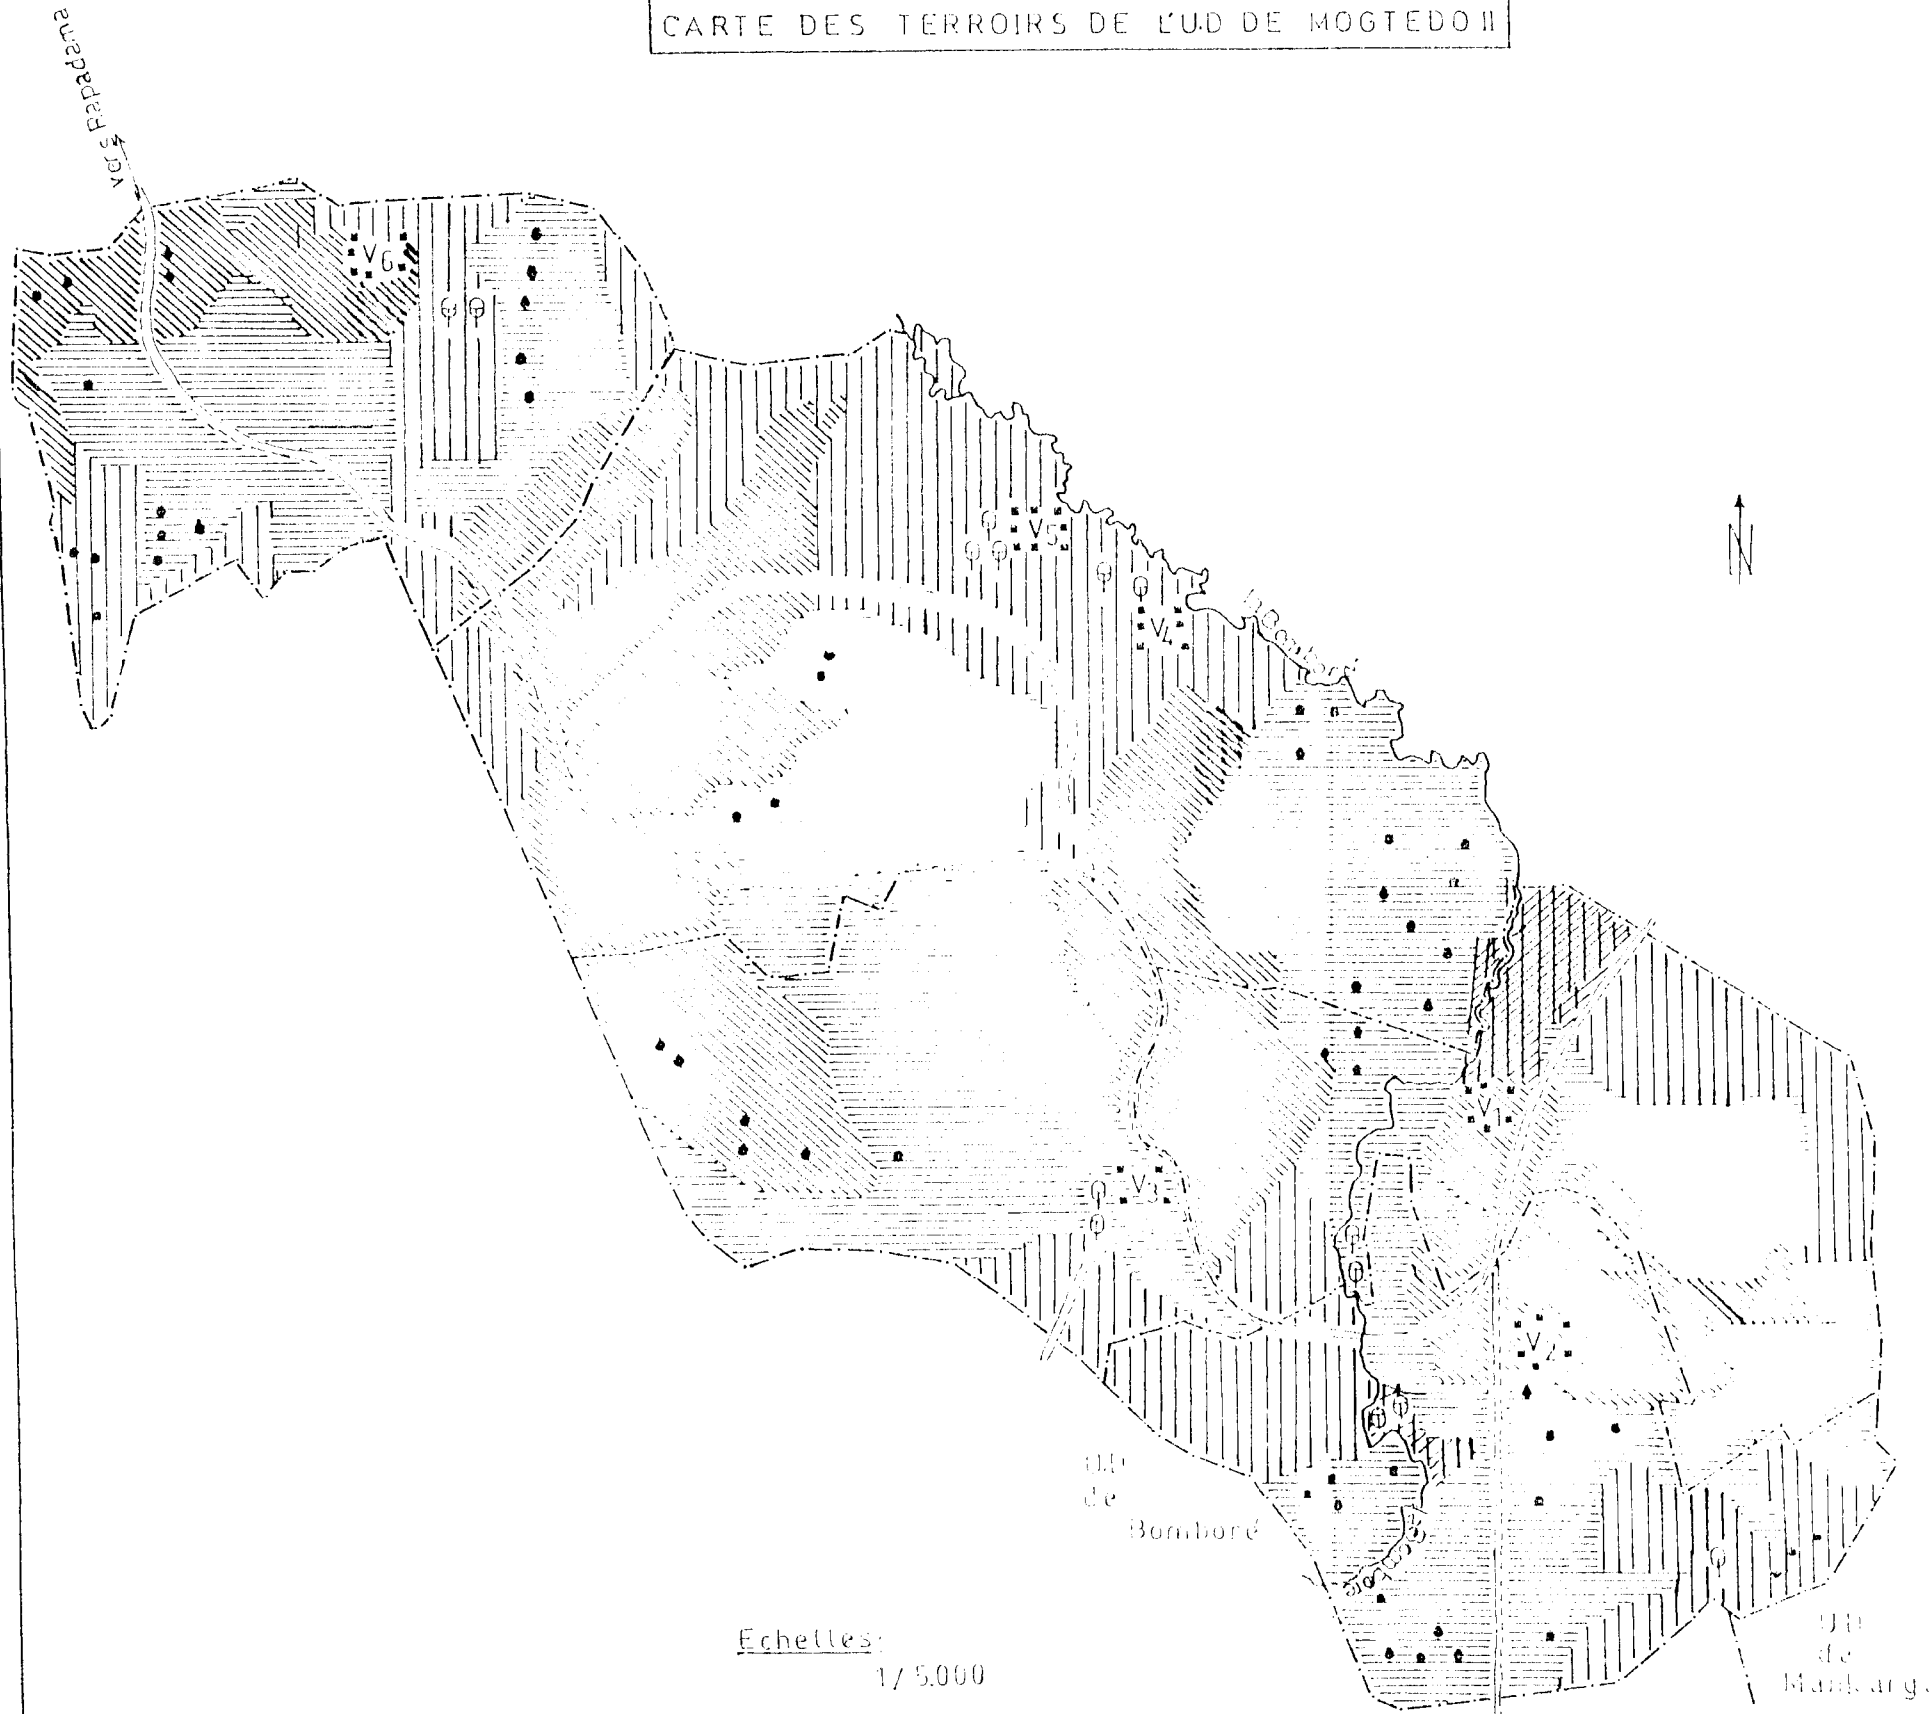 CARTE DES TERROIRS DE L'U.D DE MOGTEDO II
vers Rapadama
V6
V5
V4
N
V1
V3
V2
UD
de
Bomboré
Bomboré
Echelles:
1/5.000
UD
de